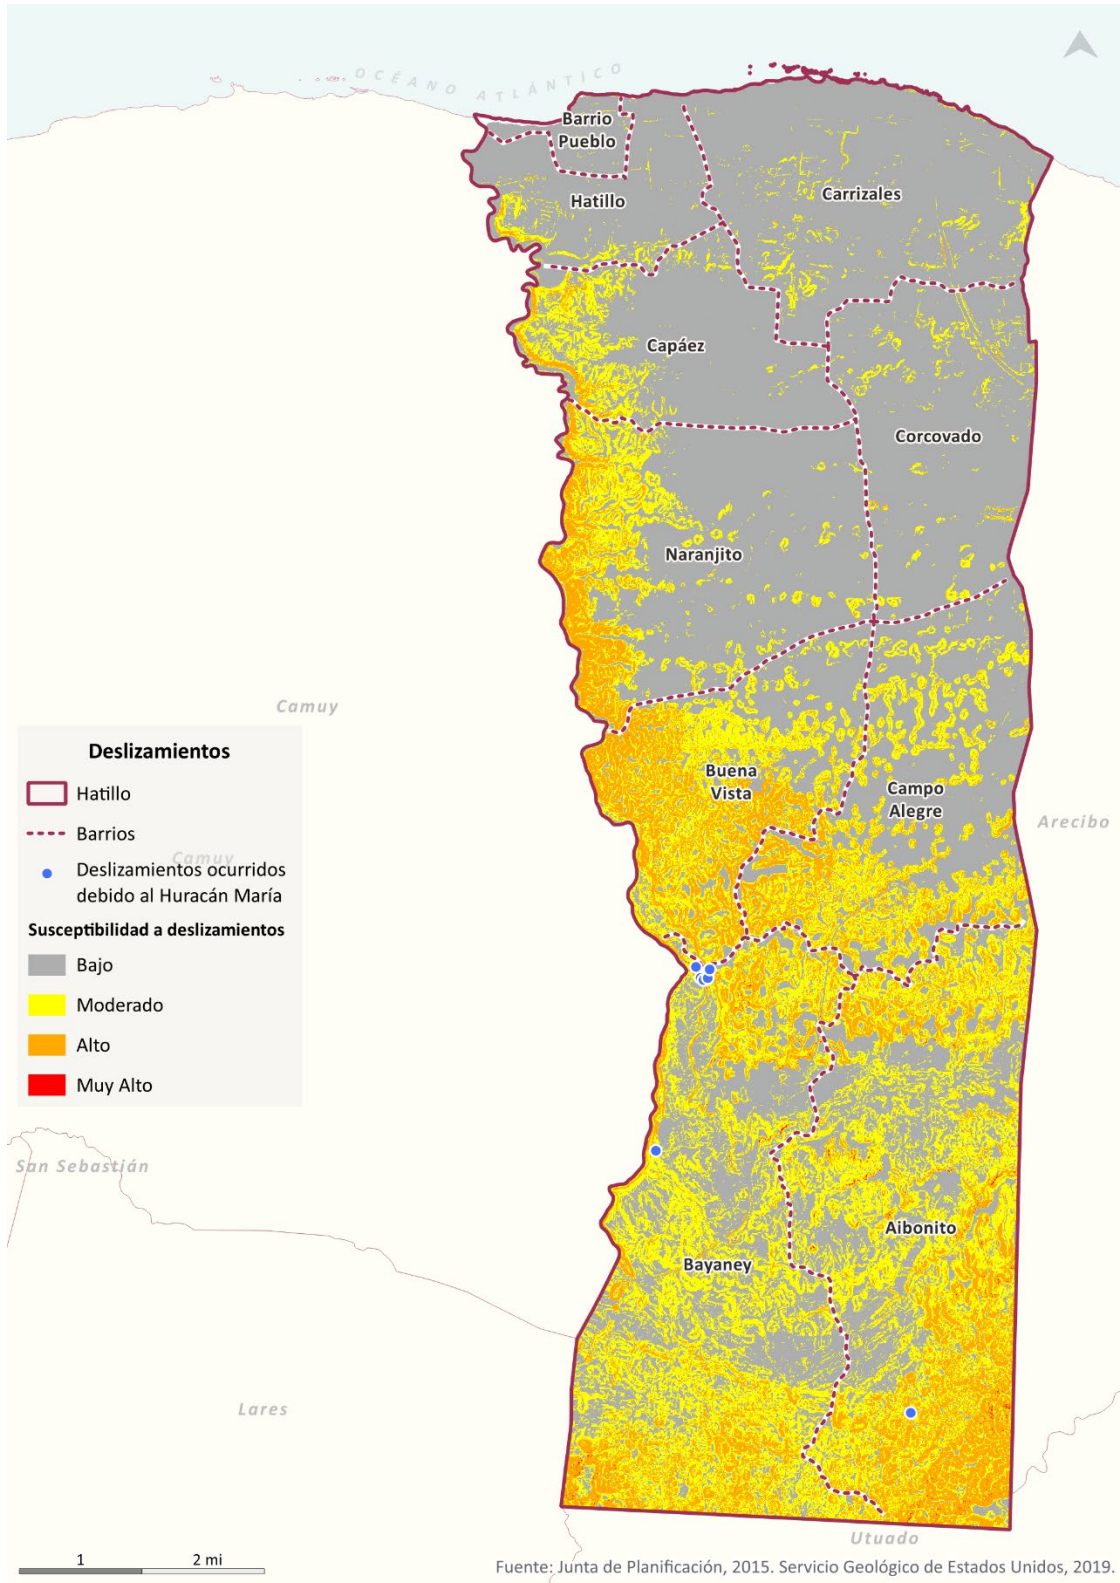 OCÉANO ATLÁNTICO
Barrio
Pueblo
Hatillo
Carrizales
Capáez
Corcovado
Naranjito
Camuy
Buena
Vista
Campo
Alegre
Arecibo
Deslizamientos
Hatillo
Barrios
Camuy
Deslizamientos ocurridos
debido al Huracán María
Susceptibilidad a deslizamientos
Bajo
Moderado
Alto
Muy Alto
San Sebastián
Aibonito
Bayaney
Lares
Utuado
1 2 mi
Fuente: Junta de Planificación, 2015. Servicio Geológico de Estados Unidos, 2019.